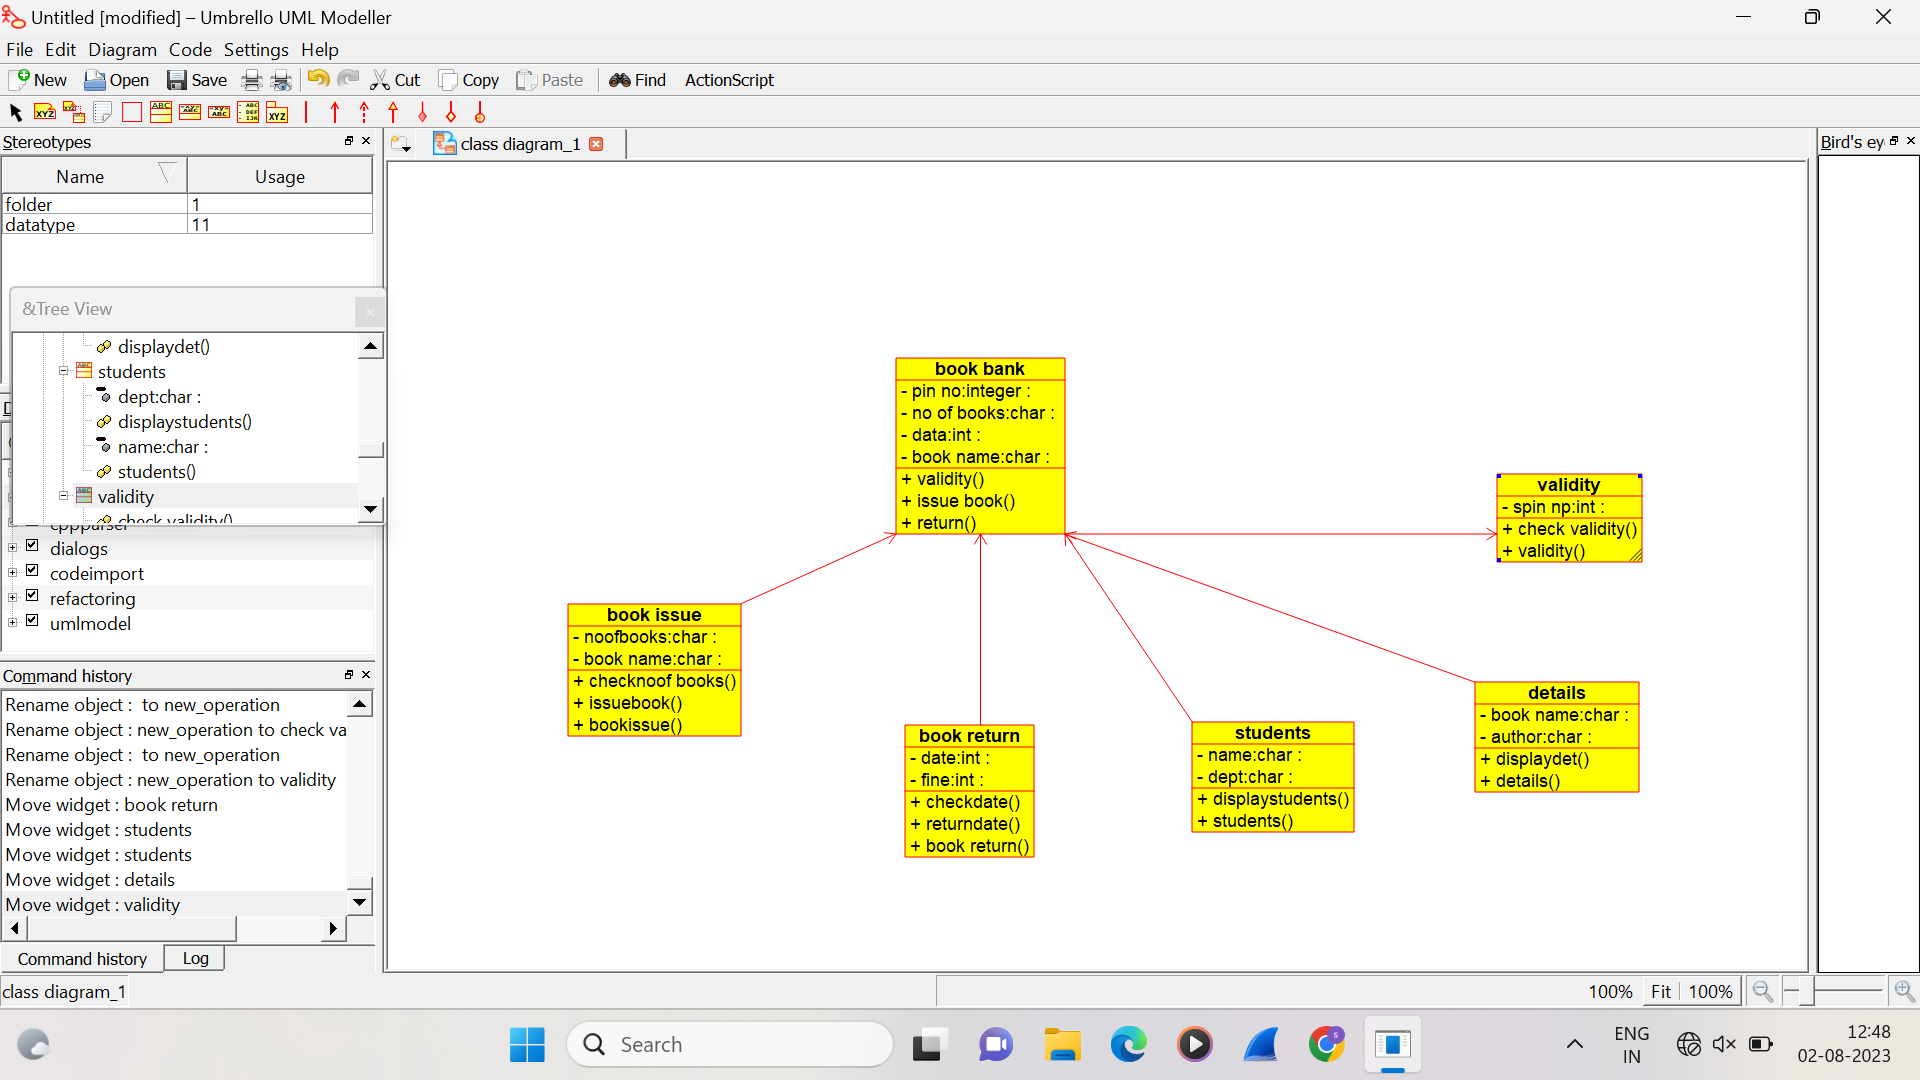 Untitled [modified] – Umbrello UML Modeller
File Edit Diagram Code Settings Help
New Open Save Cut Copy Paste Find ActionScript
Stereotypes
Name Usage
folder 1
datatype 11
&Tree View
displaydet()
students
dept:char :
displaystudents()
name:char :
students()
validity
check validity()
cppparser
dialogs
codeimport
refactoring
umlmodel
Command history
Rename object : to new_operation
Rename object : new_operation to check va
Rename object : to new_operation
Rename object : new_operation to validity
Move widget : book return
Move widget : students
Move widget : students
Move widget : details
Move widget : validity
Command history Log
class diagram_1
class diagram_1
book bank
- pin no:integer :
- no of books:char :
- data:int :
- book name:char :
+ validity()
+ issue book()
+ return()
validity
- spin np:int :
+ check validity()
+ validity()
book issue
- noofbooks:char :
- book name:char :
+ checknoof books()
+ issuebook()
+ bookissue()
book return
- date:int :
- fine:int :
+ checkdate()
+ returndate()
+ book return()
students
- name:char :
- dept:char :
+ displaystudents()
+ students()
details
- book name:char :
- author:char :
+ displaydet()
+ details()
Bird's ey
100% Fit 100%
Search
ENG
IN
12:48
02-08-2023